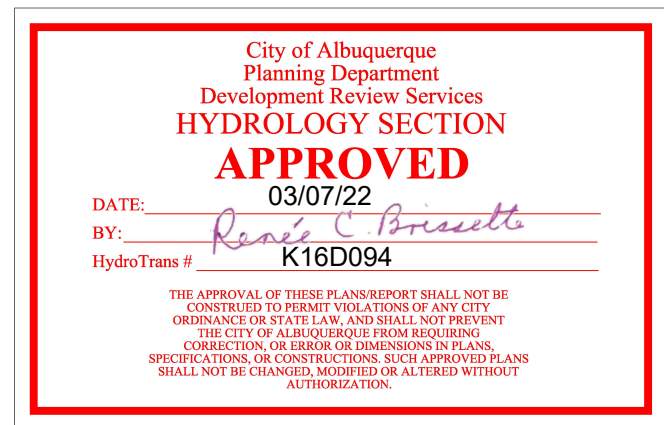 City of Albuquerque
Planning Department
Development Review Services
HYDROLOGY SECTION
APPROVED
DATE: 03/07/22
BY: Renée C. Brissette
HydroTrans # K16D094
THE APPROVAL OF THESE PLANS/REPORT SHALL NOT BE
CONSTRUED TO PERMIT VIOLATIONS OF ANY CITY
ORDINANCE OR STATE LAW, AND SHALL NOT PREVENT
THE CITY OF ALBUQUERQUE FROM REQUIRING
CORRECTION, OR ERROR OR DIMENSIONS IN PLANS,
SPECIFICATIONS, OR CONSTRUCTIONS. SUCH APPROVED PLANS
SHALL NOT BE CHANGED, MODIFIED OR ALTERED WITHOUT
AUTHORIZATION.